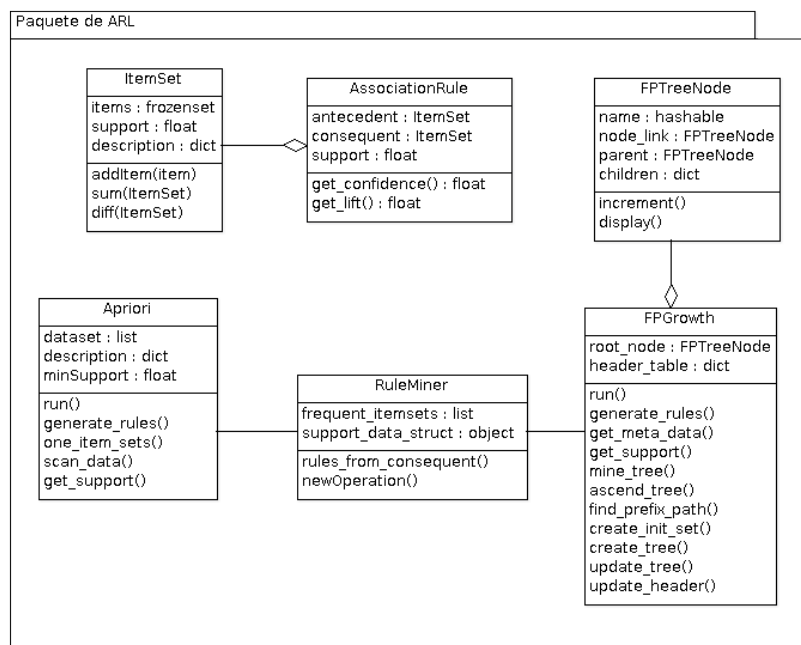 Paquete de ARL
ItemSet
items : frozenset
support : float
description : dict
addItem(item)
sum(ItemSet)
diff(ItemSet)
AssociationRule
antecedent : ItemSet
consequent : ItemSet
support : float
get_confidence() : float
get_lift() : float
FPTreeNode
name : hashable
node_link : FPTreeNode
parent : FPTreeNode
children : dict
increment()
display()
Apriori
dataset : list
description : dict
minSupport : float
run()
generate_rules()
one_item_sets()
scan_data()
get_support()
RuleMiner
frequent_itemsets : list
support_data_struct : object
rules_from_consequent()
newOperation()
FPGrowth
root_node : FPTreeNode
header_table : dict
run()
generate_rules()
get_meta_data()
get_support()
mine_tree()
ascend_tree()
find_prefix_path()
create_init_set()
create_tree()
update_tree()
update_header()